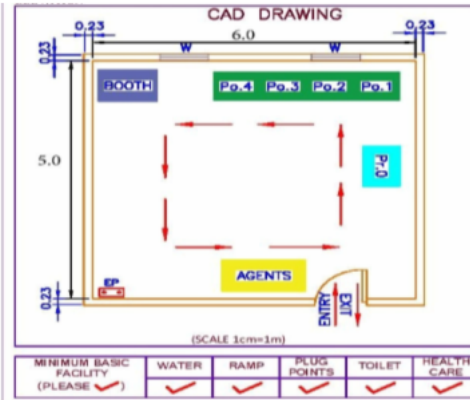 CAD DRAWING
0.23
6.0
0.23
0.23
W
W
BOOTH
Po.4 Po.3 Po.2 Po.1
5.0
Pr.O
AGENTS
EP
0.23
ENTRY
EXIT
(SCALE 1cm=1m)
MINIMUM BASIC FACILITY (PLEASE ✓)
WATER
RAMP
PLUG POINTS
TOILET
HEALTH CARE